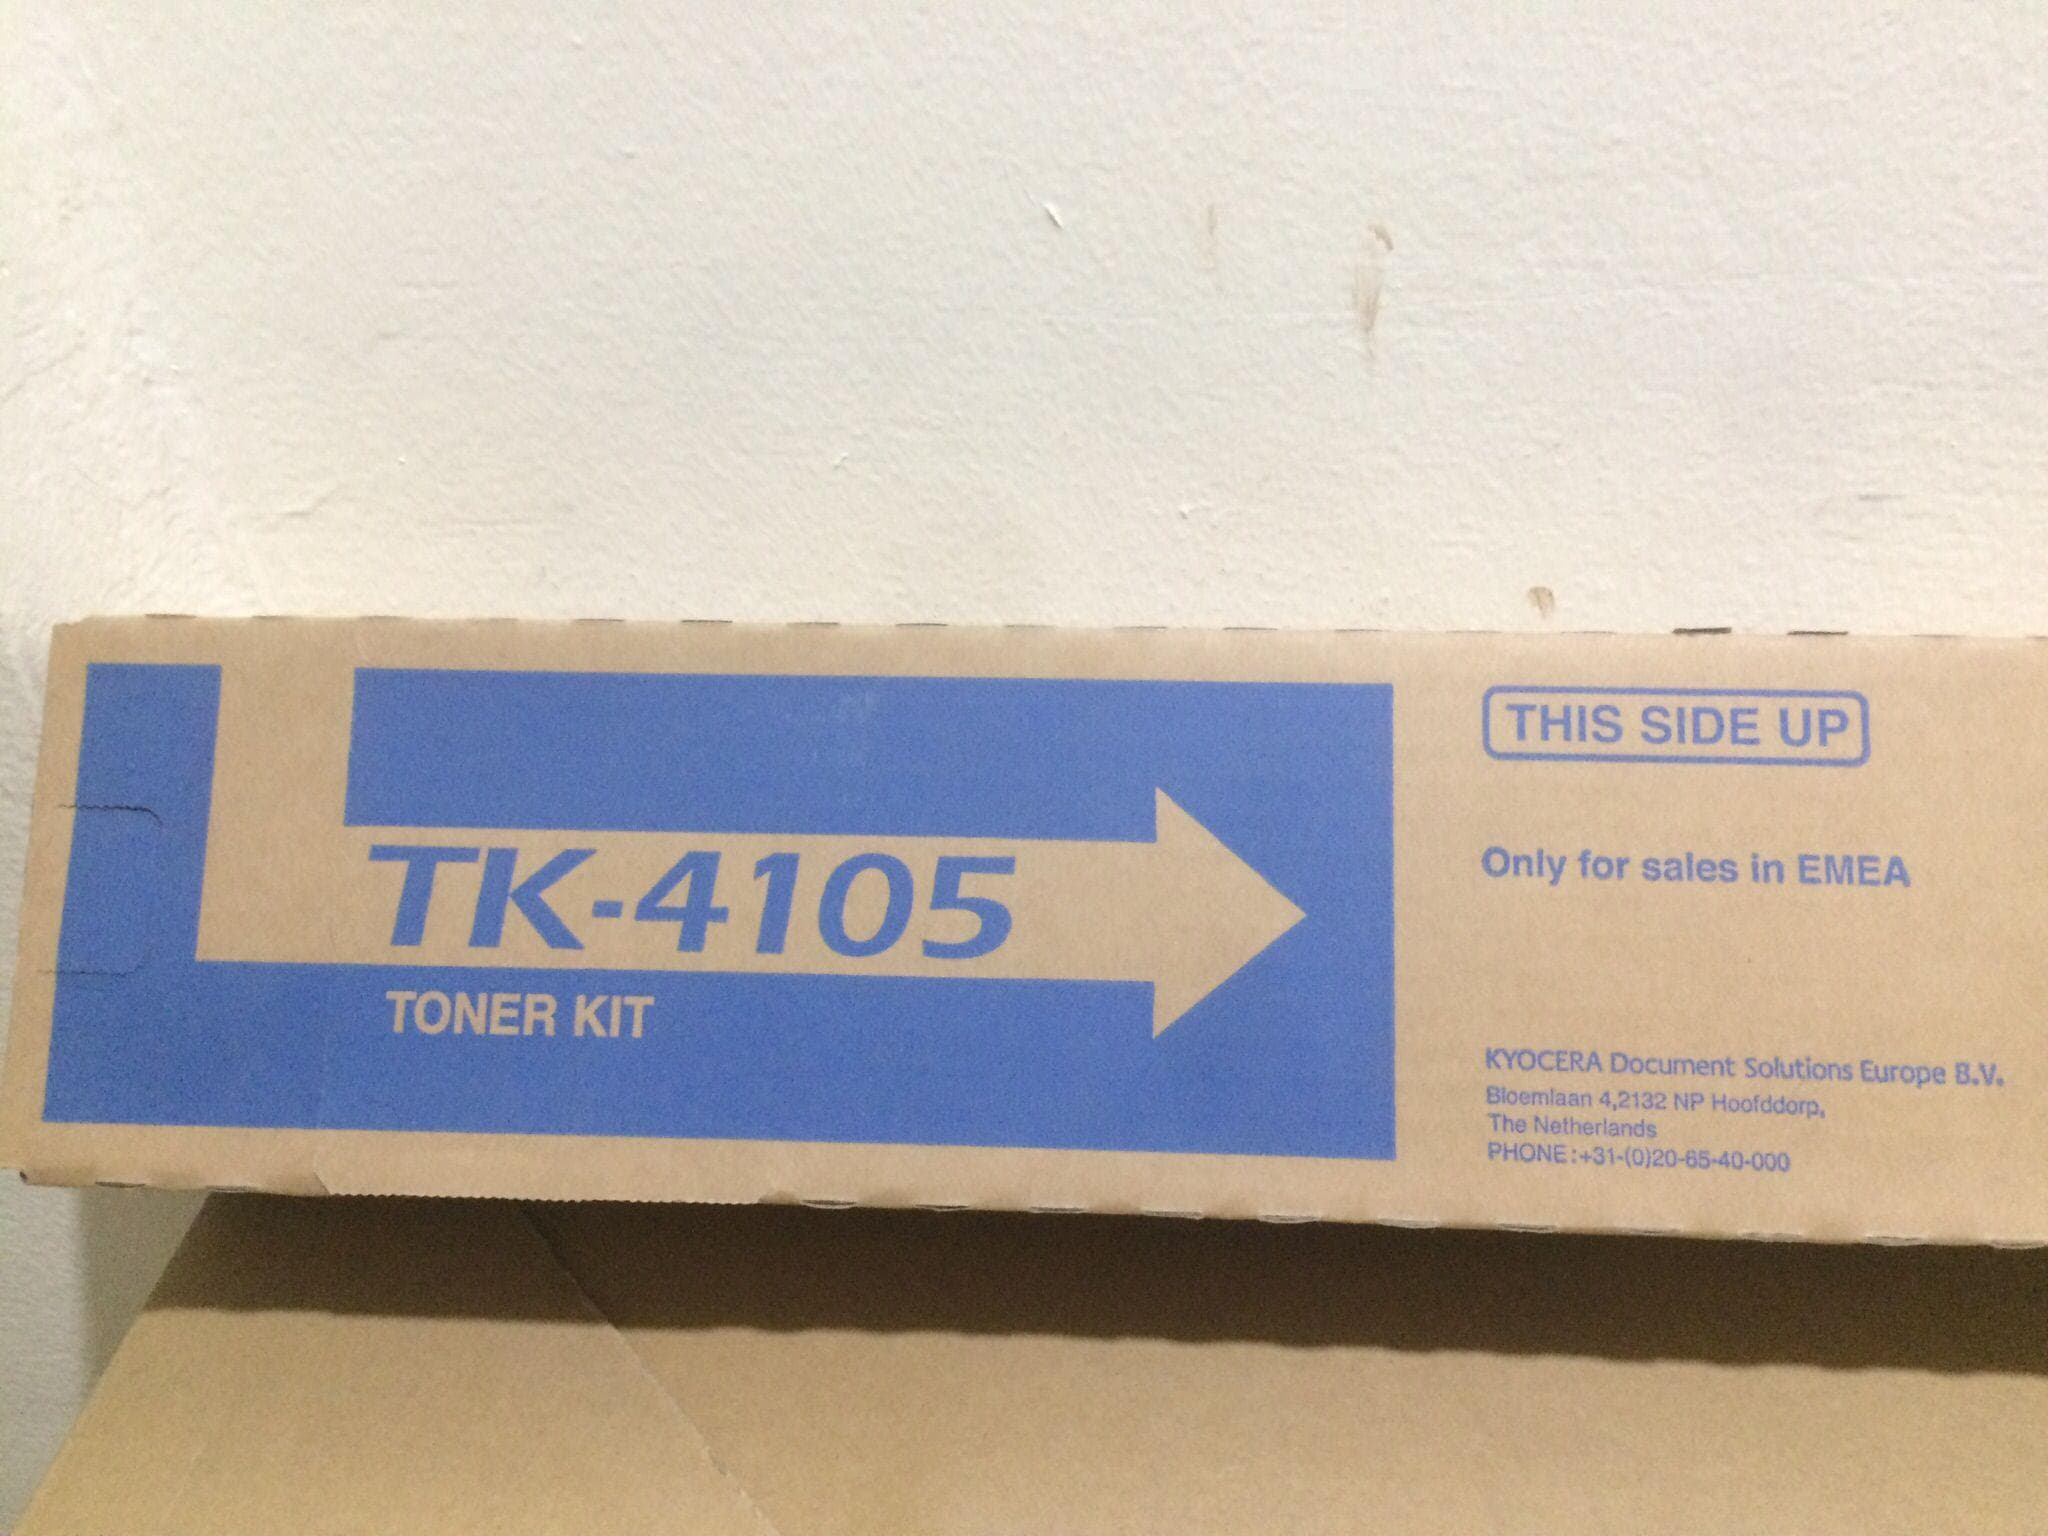 TK-4105
TONER KIT
THIS SIDE UP
Only for sales in EMEA
KYOCERA Document Solutions Europe B.V.
Bloemlaan 4,2132 NP Hoofddorp,
The Netherlands
PHONE:+31-(0)20-65-40-000